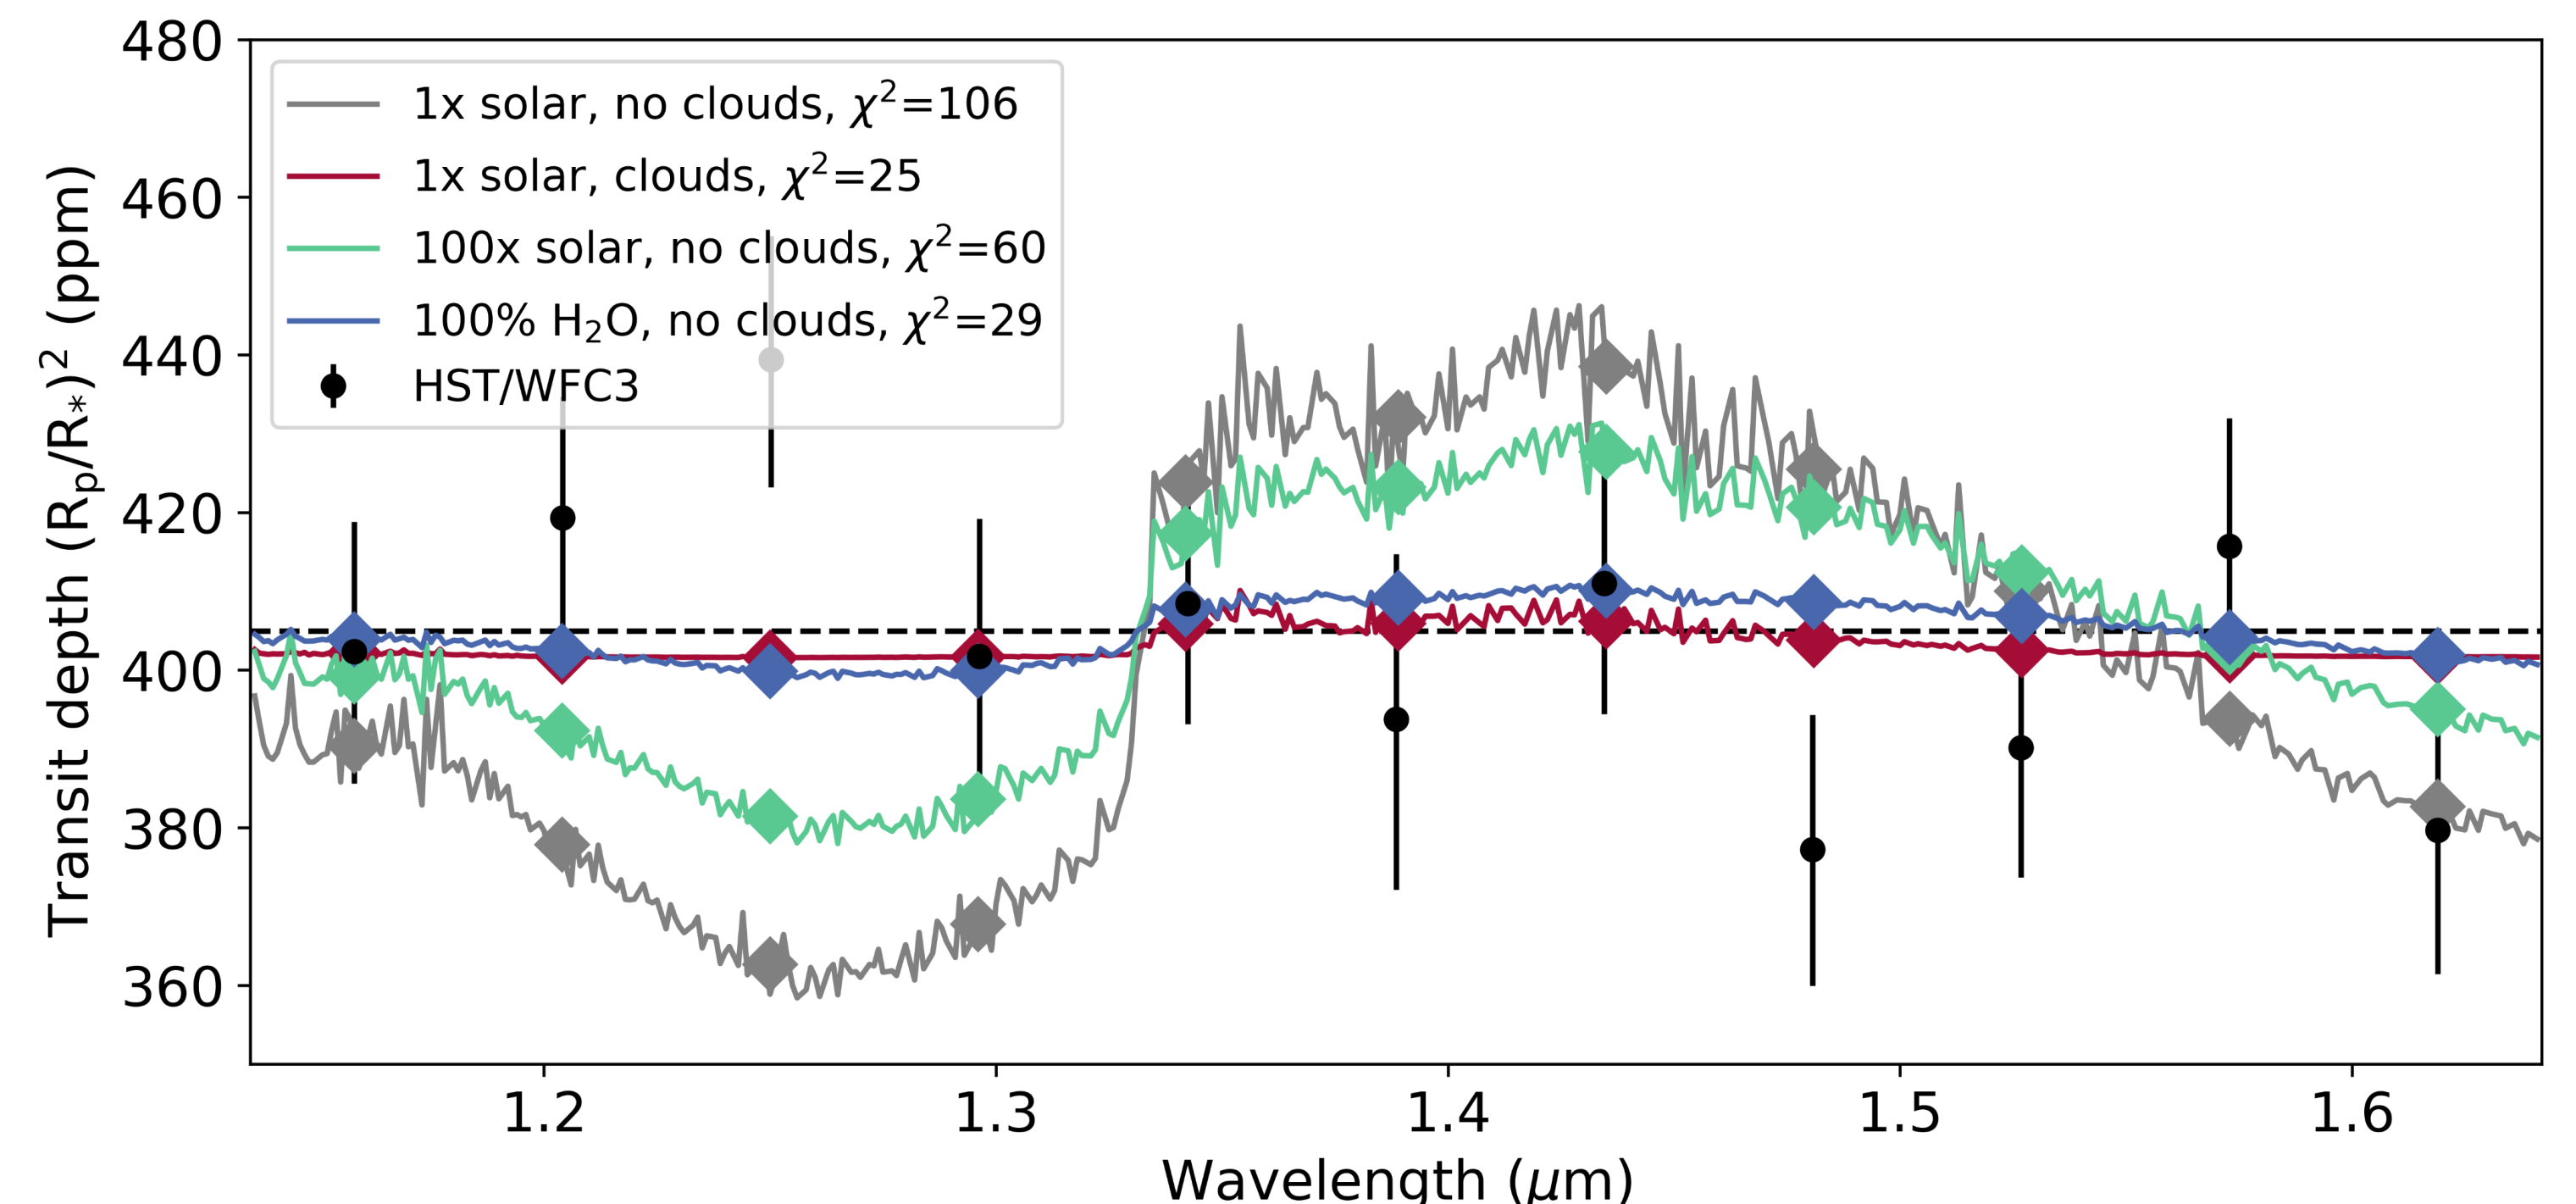 480
460
440
420
400
380
360
Transit depth (Rp/R*)² (ppm)
1x solar, no clouds, χ²=106
1x solar, clouds, χ²=25
100x solar, no clouds, χ²=60
100% H₂O, no clouds, χ²=29
HST/WFC3
1.2 1.3 1.4 1.5 1.6
Wavelength (μm)